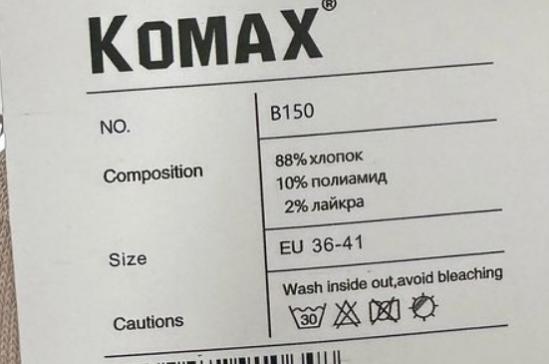 KOMAX®
NO. B150
Composition 88% хлопок
10% полиамид
2% лайкра
Size EU 36-41
Wash inside out,avoid bleaching
Cautions 30